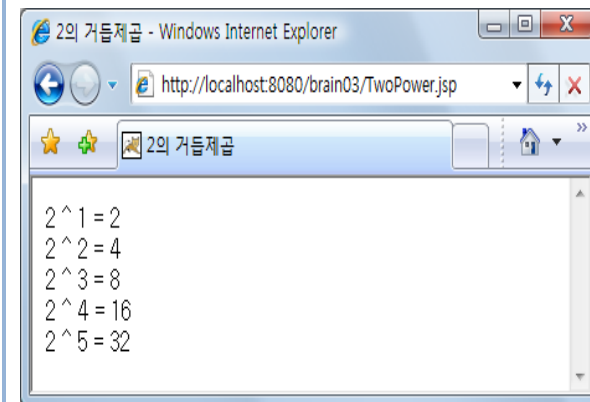 2의 거듭제곱 - Windows Internet Explorer
http://localhost:8080/brain03/TwoPower.jsp
2의 거듭제곱
2 ^ 1 = 2
2 ^ 2 = 4
2 ^ 3 = 8
2 ^ 4 = 16
2 ^ 5 = 32